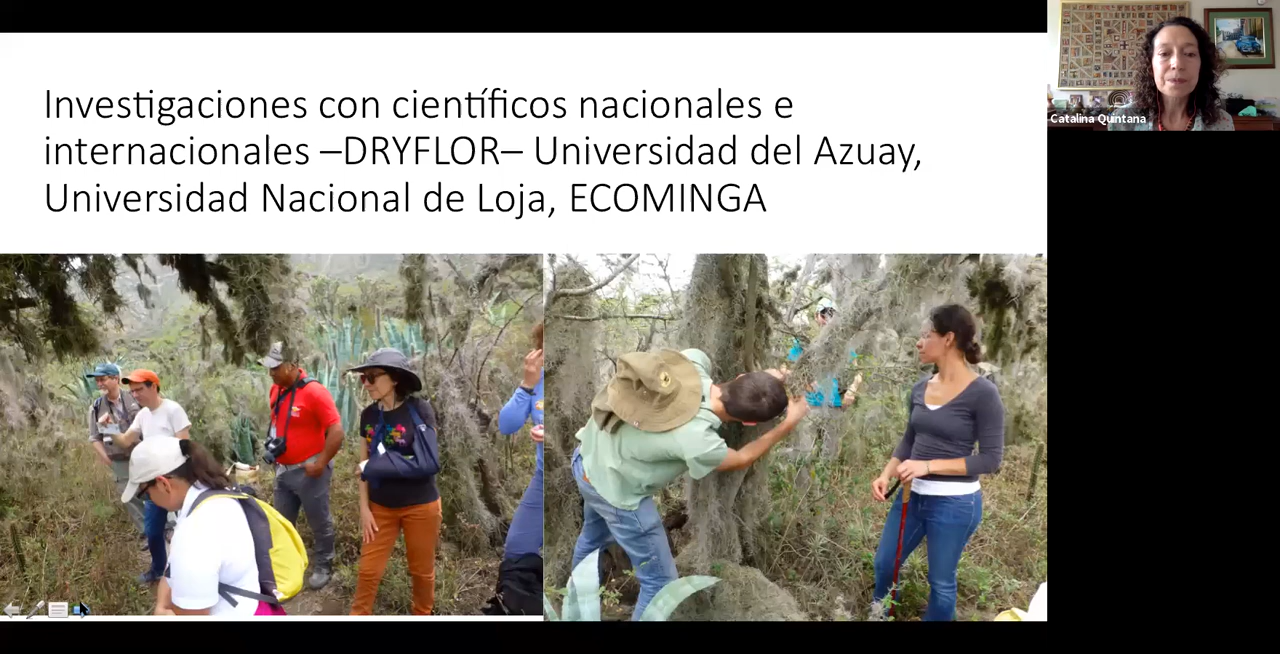 Investigaciones con científicos nacionales e
internacionales –DRYFLOR– Universidad del Azuay,
Universidad Nacional de Loja, ECOMINGA
Catalina Quintana